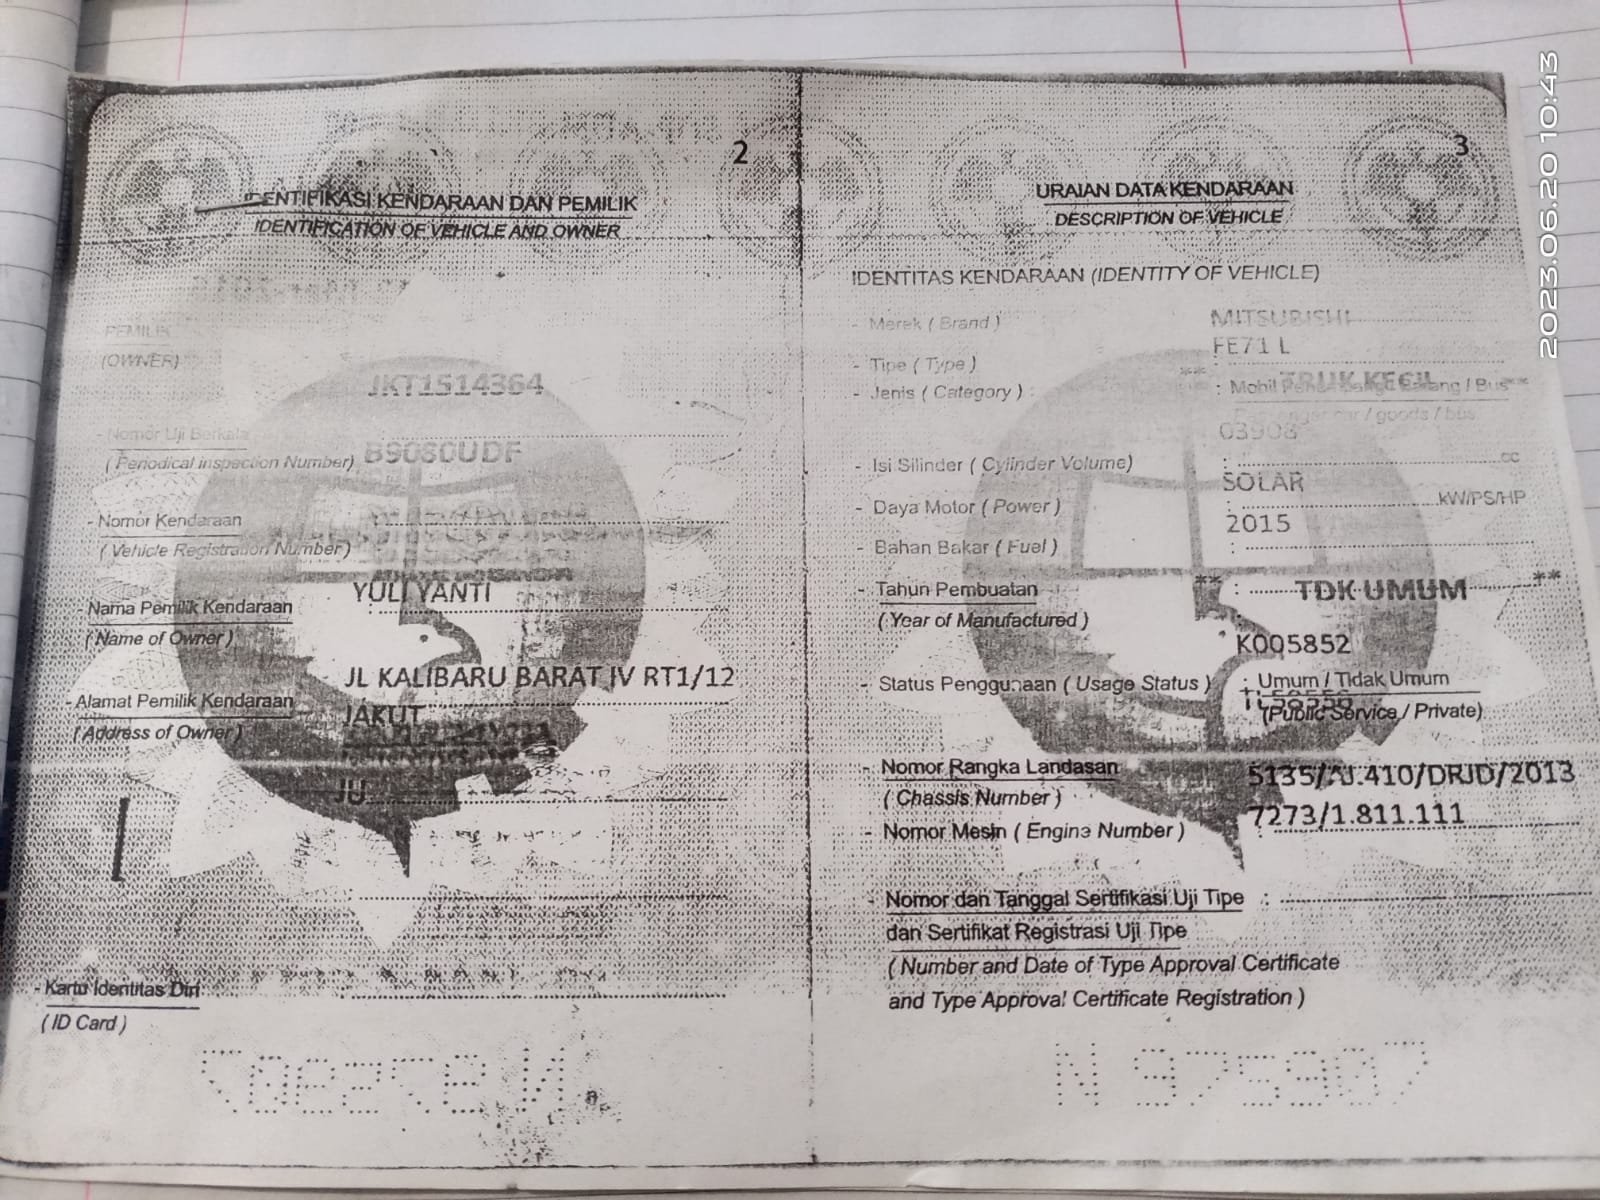 2
IDENTIFIKASI KENDARAAN DAN PEMILIK
IDENTIFICATION OF VEHICLE AND OWNER
PEMILIK
(OWNER)
JKT1514364
- Nomor Uji Berkala
( Periodical inspection Number)
B9080UDF
- Nomor Kendaraan
( Vehicle Registration Number)
YULI YANTI
- Nama Pemilik Kendaraan
( Name of Owner )
JL KALIBARU BARAT IV RT1/12
- Alamat Pemilik Kendaraan
JAKUT
( Address of Owner )
JU
- Kartu Identitas Diri
( ID Card )
3
URAIAN DATA KENDARAAN
DESCRIPTION OF VEHICLE
IDENTITAS KENDARAAN (IDENTITY OF VEHICLE)
- Merek ( Brand )
MITSUBISHI
FE71 L
- Tipe ( Type )
- Jenis ( Category ) :
** TRUK KECIL **
: Mobil / Bus
car / goods / bus
03908
- Isi Silinder ( Cylinder Volume)
: cc
SOLAR
- Daya Motor ( Power )
: kW/PS/HP
2015
- Bahan Bakar ( Fuel )
:
- Tahun Pembuatan
** : TDK UMUM **
( Year of Manufactured )
K005852
- Status Penggunaan ( Usage Status )
: Umum / Tidak Umum
(Public Service / Private)
- Nomor Rangka Landasan
5135/AJ.410/DRJD/2013
( Chassis Number )
7273/1.811.111
- Nomor Mesin ( Engine Number )
:
- Nomor dan Tanggal Sertifikasi Uji Tipe :
dan Sertifikat Registrasi Uji Tipe
( Number and Date of Type Approval Certificate
and Type Approval Certificate Registration )
N 975907
2023.06.20 10:43